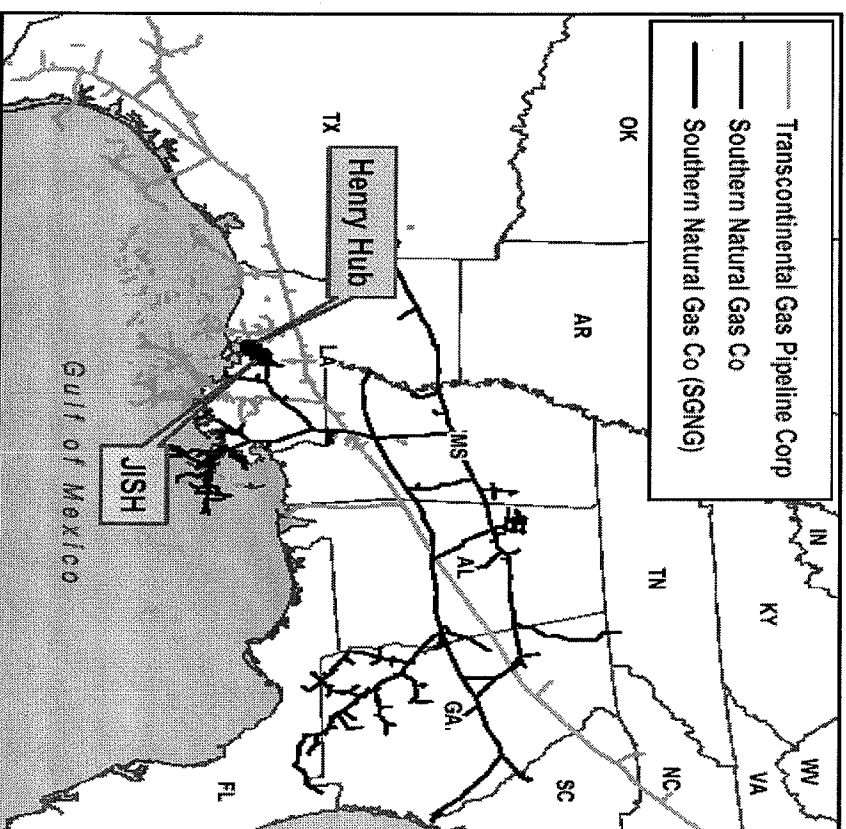 Transcontinental Gas Pipeline Corp
Southern Natural Gas Co
Southern Natural Gas Co (SGNG)
IN
KY
WV
VA
OK
TN
NC
AR
SC
TX
Henry Hub
LA
MS
AL
GA
FL
JISH
Gulf of Mexico